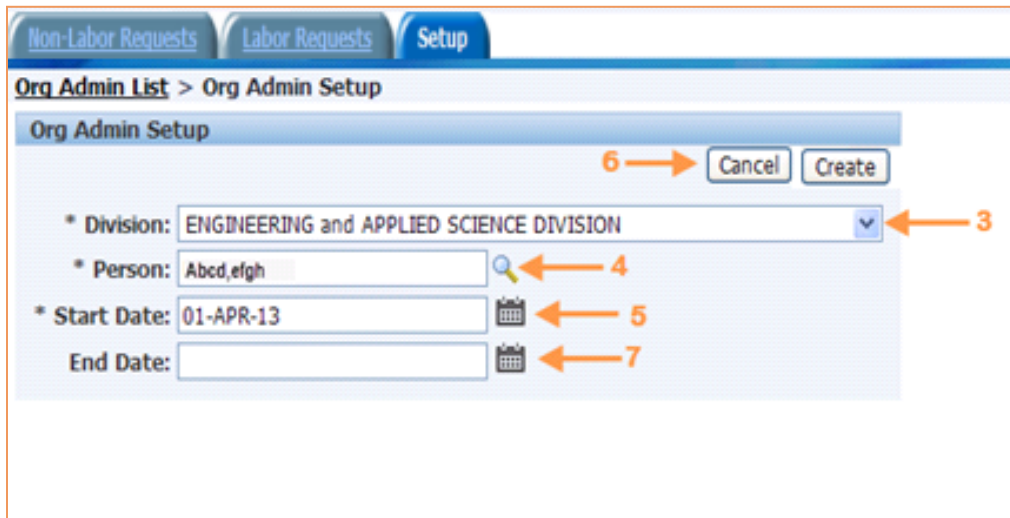 Non-Labor Requests Labor Requests Setup
Org Admin List > Org Admin Setup
Org Admin Setup
6 Cancel Create
* Division: ENGINEERING and APPLIED SCIENCE DIVISION 3
* Person: Abcd,efgh 4
* Start Date: 01-APR-13 5
End Date: 7